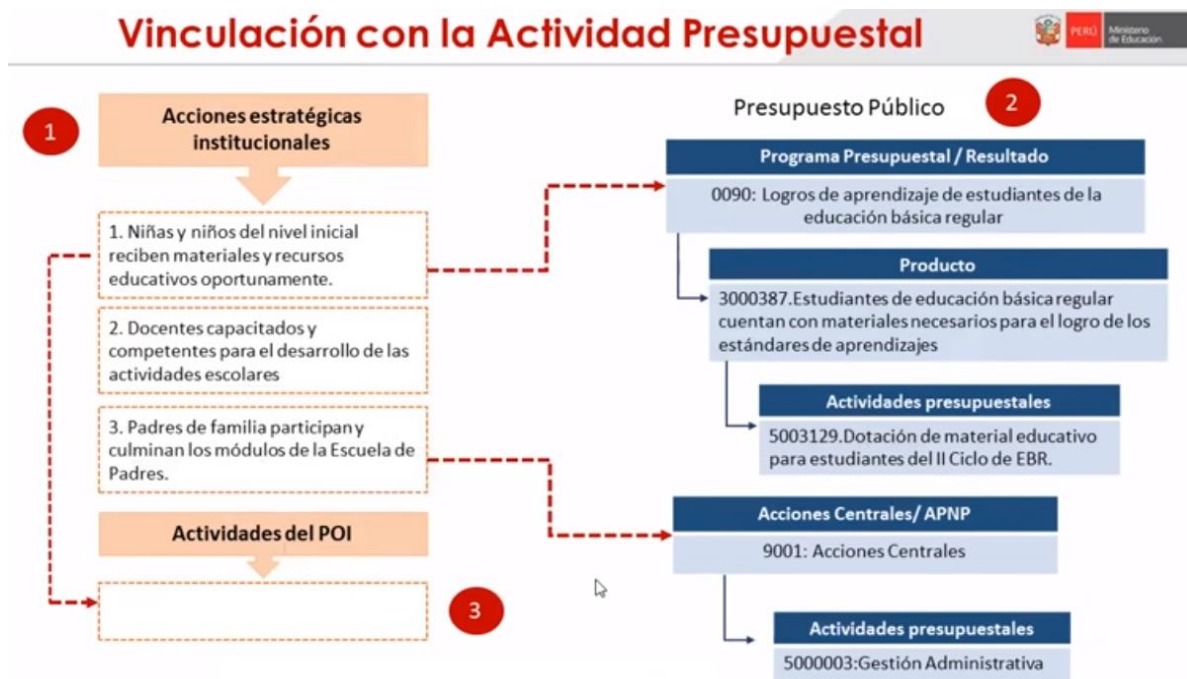 Vinculación con la Actividad Presupuestal
PERÚ
Ministerio
de Educación
1
Acciones estratégicas
institucionales
1. Niñas y niños del nivel inicial
reciben materiales y recursos
educativos oportunamente.
2. Docentes capacitados y
competentes para el desarrollo de las
actividades escolares
3. Padres de familia participan y
culminan los módulos de la Escuela de
Padres.
Actividades del POI
3
Presupuesto Público
2
Programa Presupuestal / Resultado
0090: Logros de aprendizaje de estudiantes de la
educación básica regular
Producto
3000387.Estudiantes de educación básica regular
cuentan con materiales necesarios para el logro de los
estándares de aprendizajes
Actividades presupuestales
5003129.Dotación de material educativo
para estudiantes del II Ciclo de EBR.
Acciones Centrales/ APNP
9001: Acciones Centrales
Actividades presupuestales
5000003:Gestión Administrativa